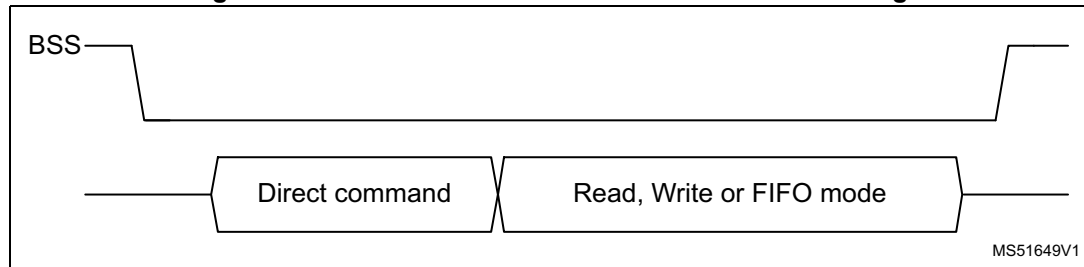 BSS
Direct command
Read, Write or FIFO mode
MS51649V1